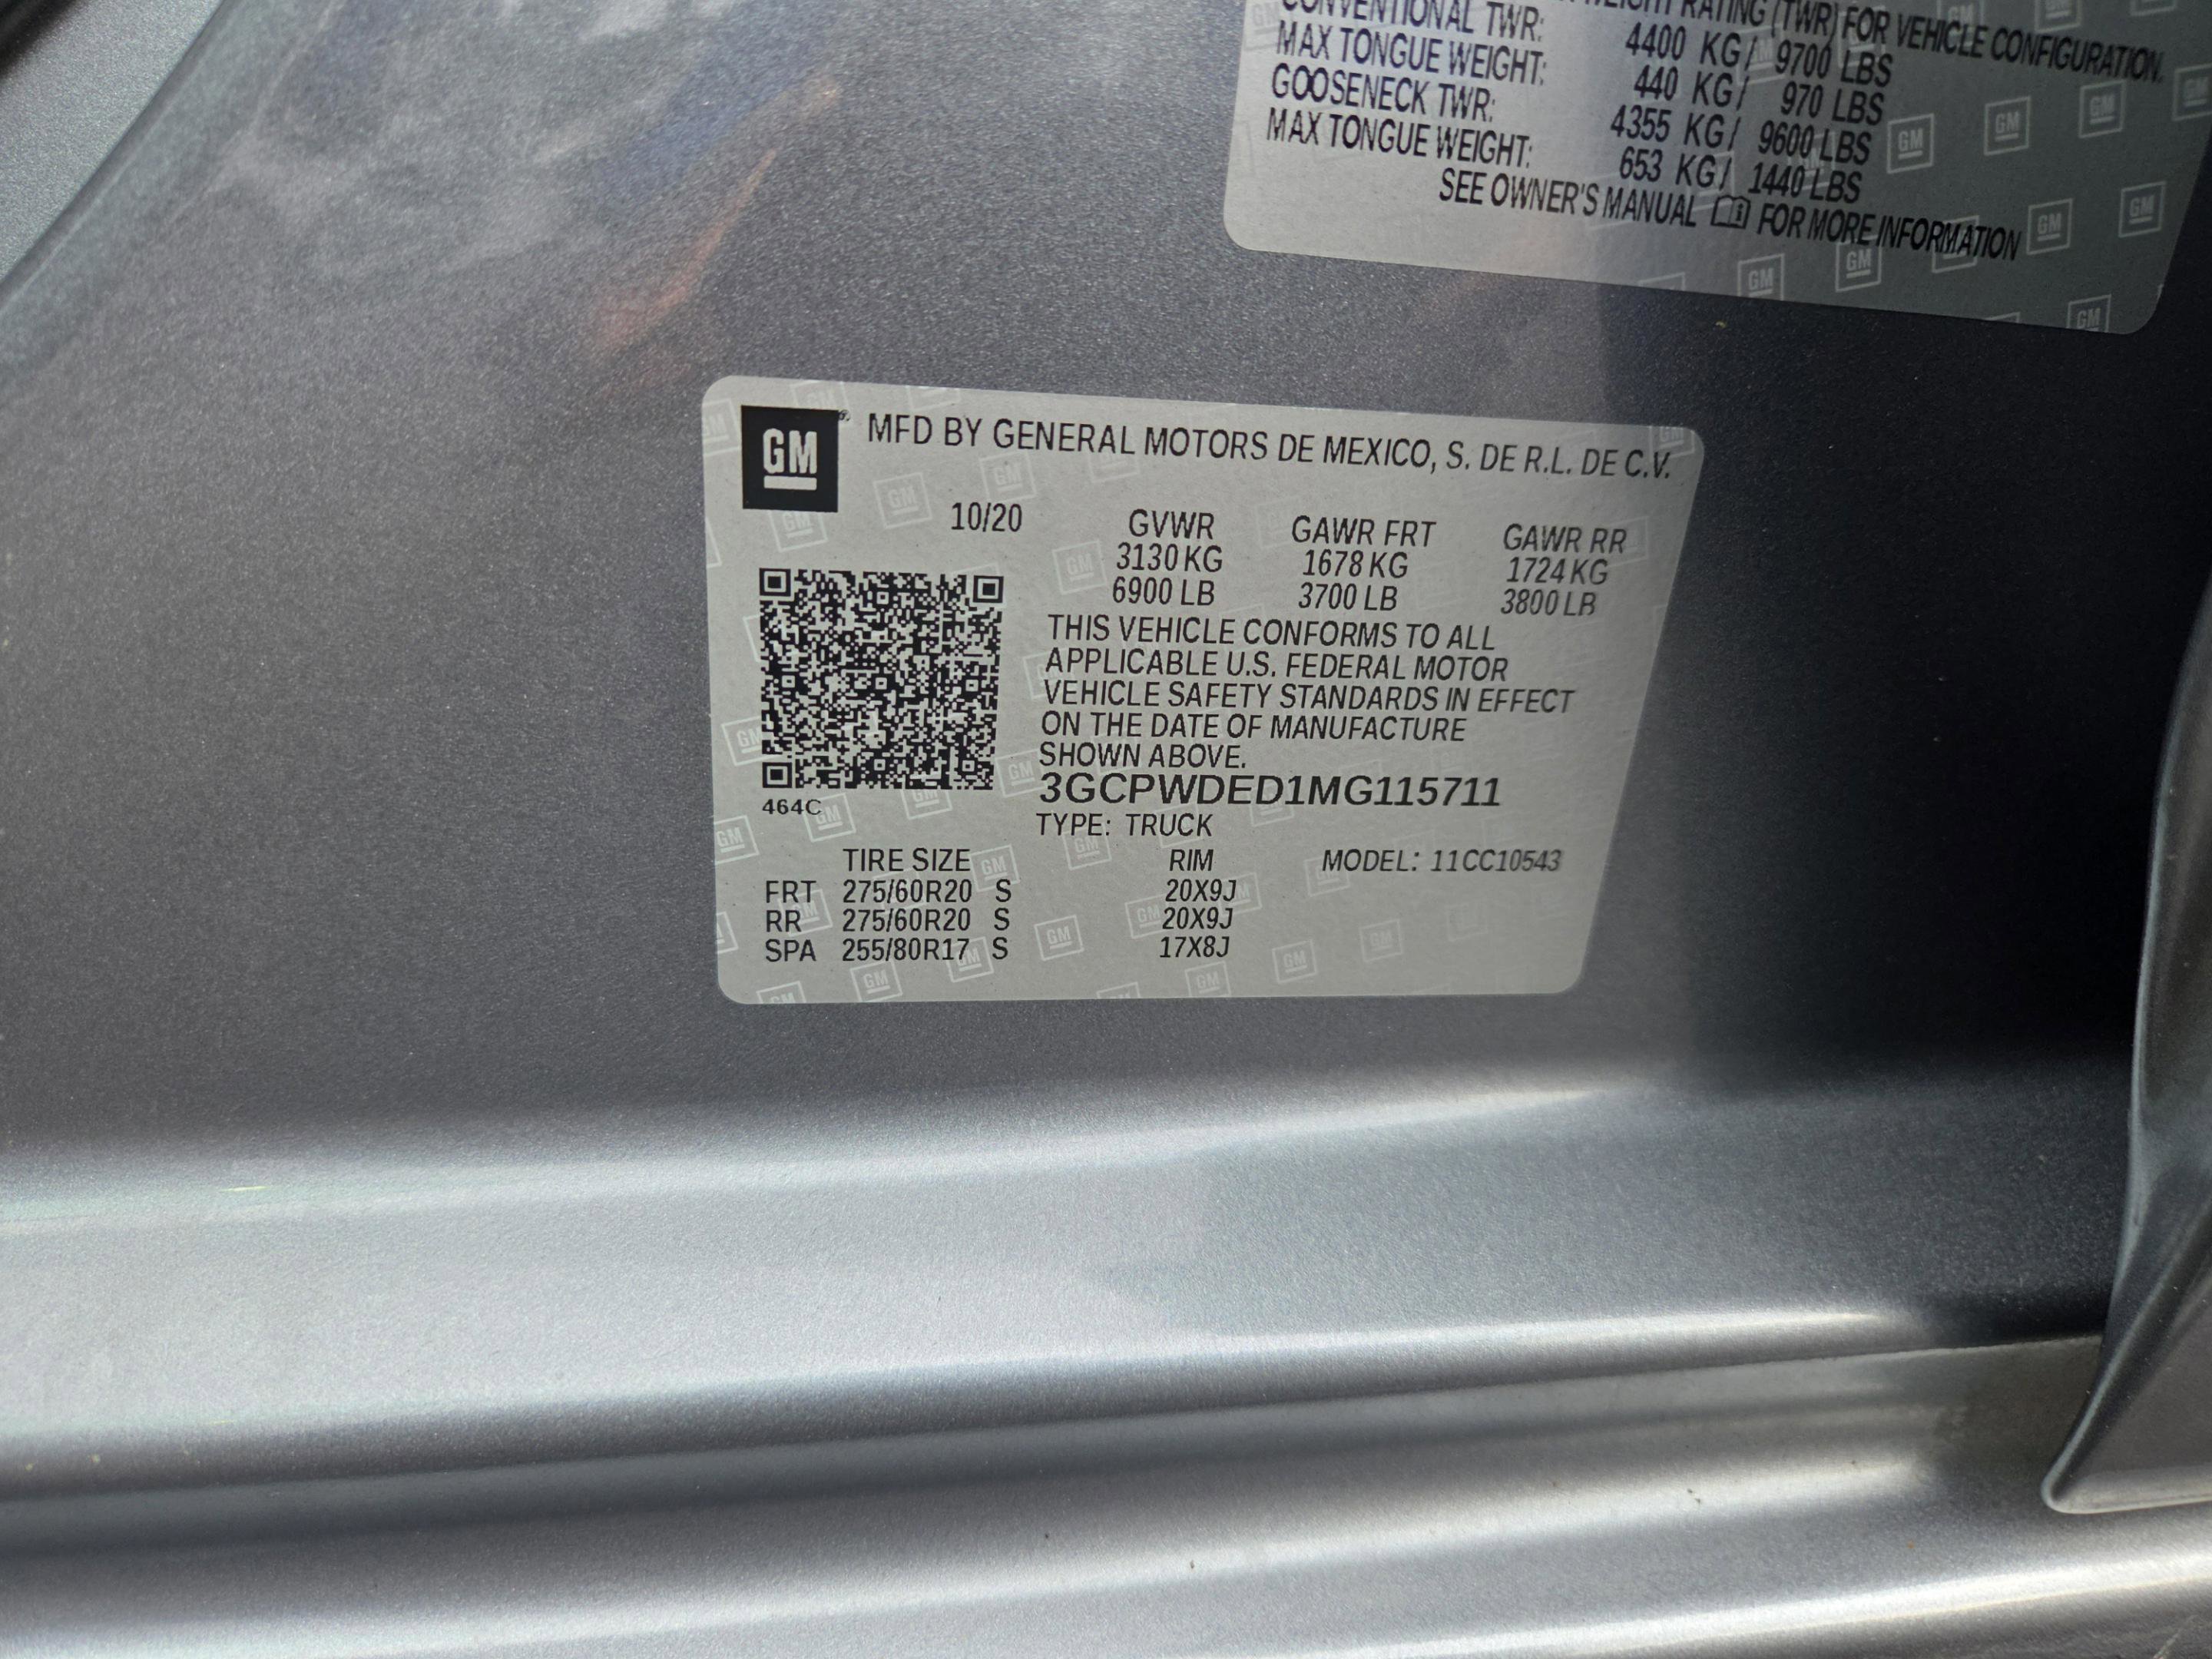 RATING (TWR) FOR VEHICLE CONFIGURATION.
CONVENTIONAL TWR: 4400 KG/ 9700 LBS
MAX TONGUE WEIGHT: 440 KG/ 970 LBS
GOOSENECK TWR: 4355 KG/ 9600 LBS
MAX TONGUE WEIGHT: 653 KG/ 1440 LBS
SEE OWNER'S MANUAL FOR MORE INFORMATION
GM® MFD BY GENERAL MOTORS DE MEXICO, S. DE R.L. DE C.V.
10/20 GVWR GAWR FRT GAWR RR
3130 KG 1678 KG 1724 KG
6900 LB 3700 LB 3800 LB
THIS VEHICLE CONFORMS TO ALL
APPLICABLE U.S. FEDERAL MOTOR
VEHICLE SAFETY STANDARDS IN EFFECT
ON THE DATE OF MANUFACTURE
SHOWN ABOVE.
3GCPWDED1MG115711
464C
TYPE: TRUCK
TIRE SIZE RIM MODEL: 11CC10543
FRT 275/60R20 S 20X9J
RR 275/60R20 S 20X9J
SPA 255/80R17 S 17X8J